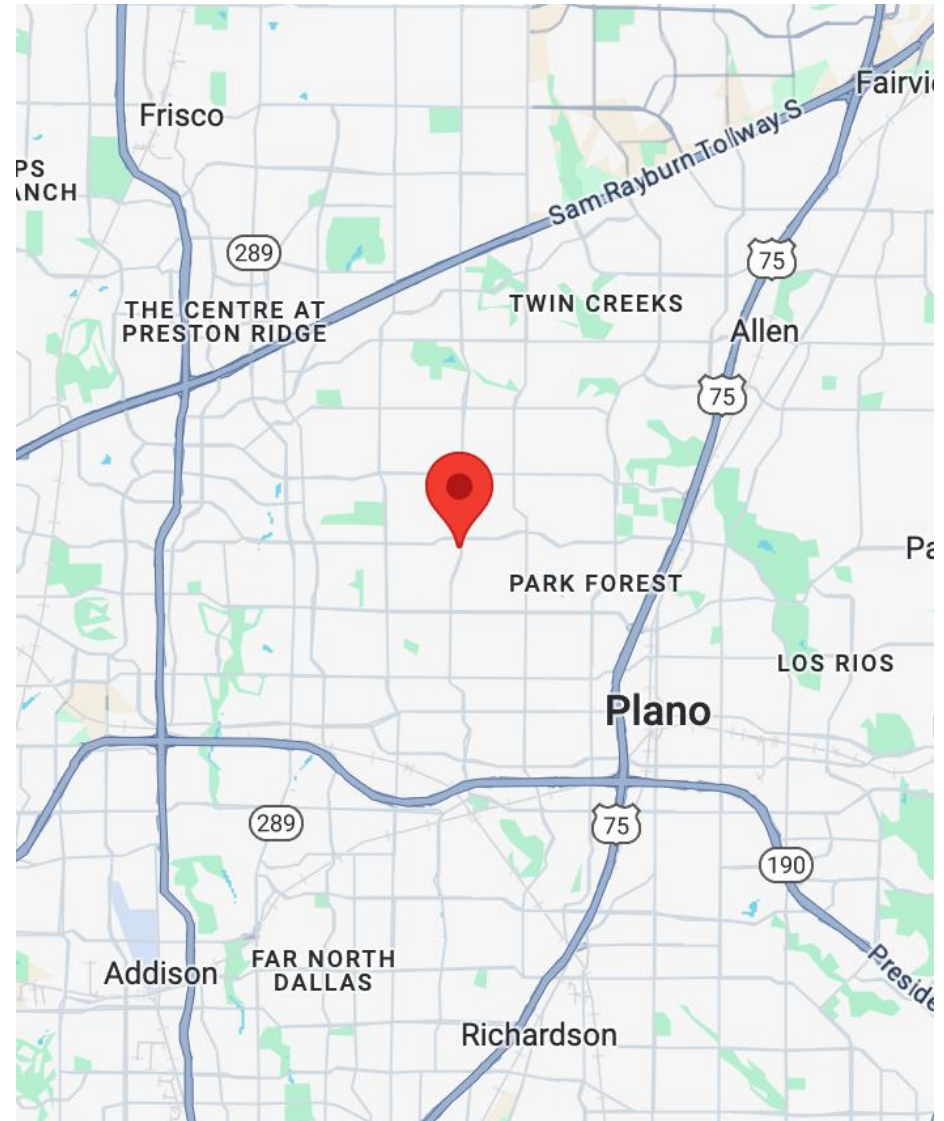 Frisco
Fairvi
PS
ANCH
Sam Rayburn Tollway S
289
75
THE CENTRE AT
PRESTON RIDGE
TWIN CREEKS
Allen
75
Pa
PARK FOREST
LOS RIOS
Plano
289
75
190
Addison
FAR NORTH
DALLAS
Preside
Richardson